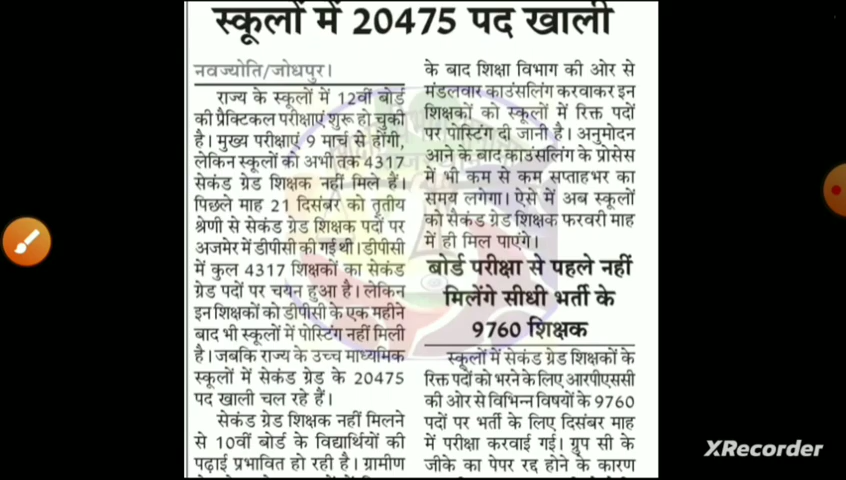 स्कूलों में 20475 पद खाली
नवज्योति/जोधपुर।
राज्य के स्कूलों में 12वीं बोर्ड
की प्रैक्टिकल परीक्षाएं शुरू हो चुकी
है। मुख्य परीक्षाएं 9 मार्च से होंगी,
लेकिन स्कूलों को अभी तक 4317
सेकंड ग्रेड शिक्षक नहीं मिले हैं।
पिछले माह 21 दिसंबर को तृतीय
श्रेणी से सेकंड ग्रेड शिक्षक पदों पर
अजमेर में डीपीसी की गई थी। डीपीसी
में कुल 4317 शिक्षकों का सेकंड
ग्रेड पदों पर चयन हुआ है। लेकिन
इन शिक्षकों को डीपीसी के एक महीने
बाद भी स्कूलों में पोस्टिंग नहीं मिली
है। जबकि राज्य के उच्च माध्यमिक
स्कूलों में सेकंड ग्रेड के 20475
पद खाली चल रहे हैं।
सेकंड ग्रेड शिक्षक नहीं मिलने
से 10वीं बोर्ड के विद्यार्थियों की
पढ़ाई प्रभावित हो रही है। ग्रामीण
के बाद शिक्षा विभाग की ओर से
मंडलवार काउंसलिंग करवाकर इन
शिक्षकों को स्कूलों में रिक्त पदों
पर पोस्टिंग दी जानी है। अनुमोदन
आने के बाद काउंसलिंग के प्रोसेस
में भी कम से कम सप्ताहभर का
समय लगेगा। ऐसे में अब स्कूलों
को सैकंड ग्रेड शिक्षक फरवरी माह
में ही मिल पाएंगे।
बोर्ड परीक्षा से पहले नहीं
मिलेंगे सीधी भर्ती के
9760 शिक्षक
स्कूलों में सेकंड ग्रेड शिक्षकों के
रिक्त पदों को भरने के लिए आरपीएससी
की ओर से विभिन्न विषयों के 9760
पदों पर भर्ती के लिए दिसंबर माह
में परीक्षा करवाई गई। ग्रुप सी के
जीके का पेपर रद्द होने के कारण
XRecorder